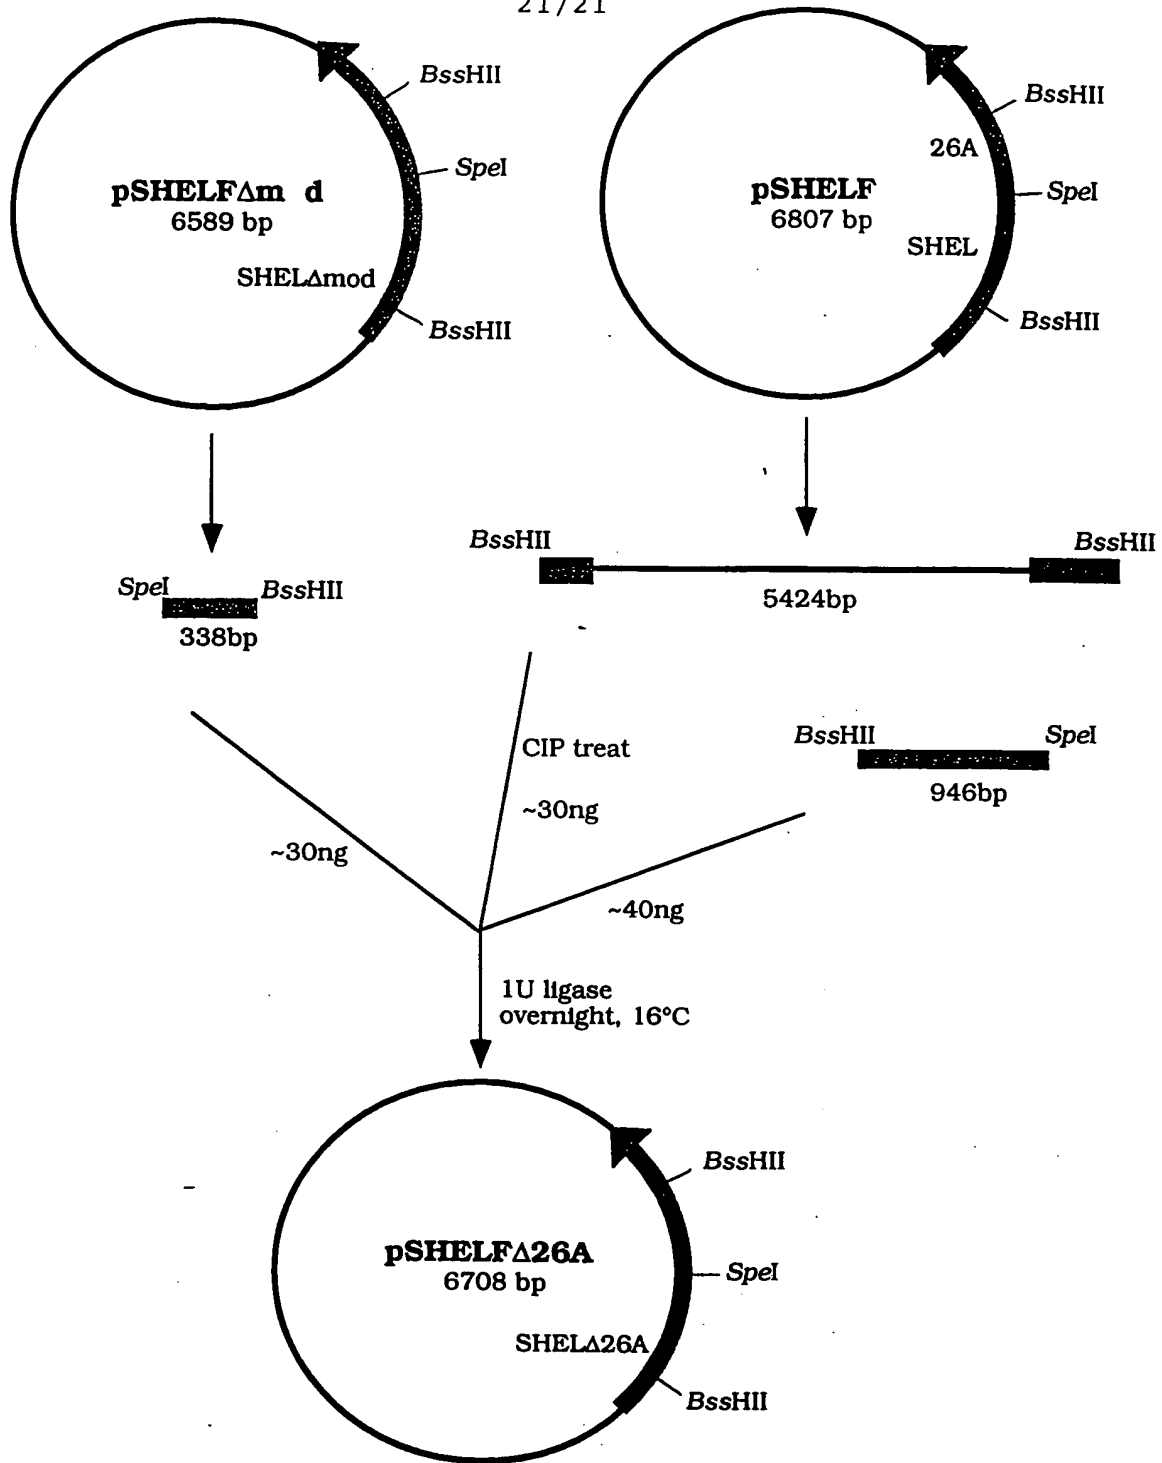 21/21
BssHII
SpeI
pSHELFΔm d
6589 bp
SHELΔmod
BssHII
BssHII
26A
SpeI
pSHELF
6807 bp
SHEL
BssHII
SpeI
BssHII
338bp
BssHII
BssHII
5424bp
BssHII
SpeI
946bp
CIP treat
~30ng
~30ng
~40ng
1U ligase
overnight, 16°C
BssHII
pSHELFΔ26A
6708 bp
SpeI
SHELΔ26A
BssHII